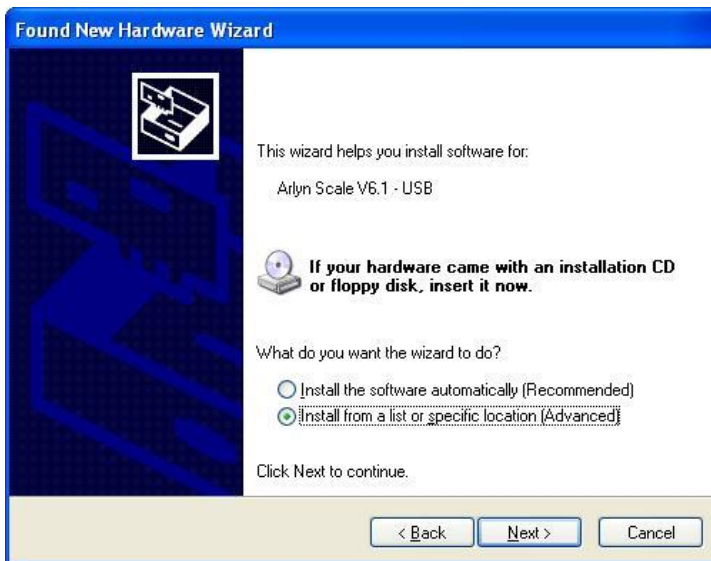 Found New Hardware Wizard
This wizard helps you install software for:
Arlyn Scale V6.1 - USB
If your hardware came with an installation CD
or floppy disk, insert it now.
What do you want the wizard to do?
Install the software automatically (Recommended)
Install from a list or specific location (Advanced)
Click Next to continue.
< Back
Next >
Cancel